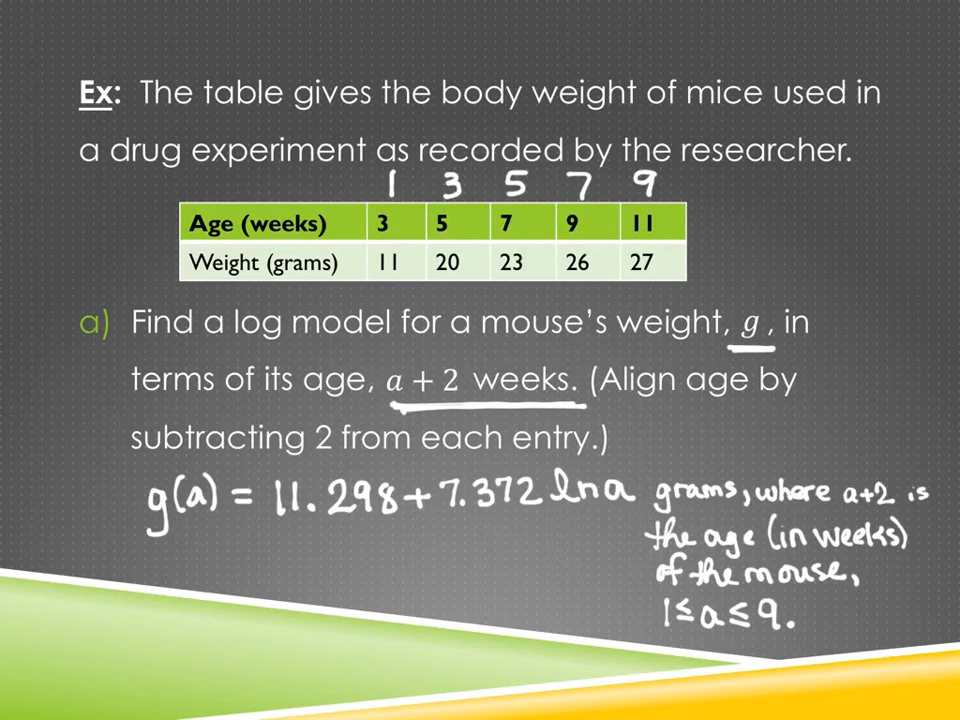 Ex: The table gives the body weight of mice used in
a drug experiment as recorded by the researcher.
1 3 5 7 9
Age (weeks) 3 5 7 9 11
Weight (grams) 11 20 23 26 27
a) Find a log model for a mouse's weight, g, in
terms of its age, a + 2 weeks. (Align age by
subtracting 2 from each entry.)
g(a) = 11.298 + 7.372 ln a grams, where a+2 is
the age (in weeks)
of the mouse,
1 ≤ a ≤ 9.